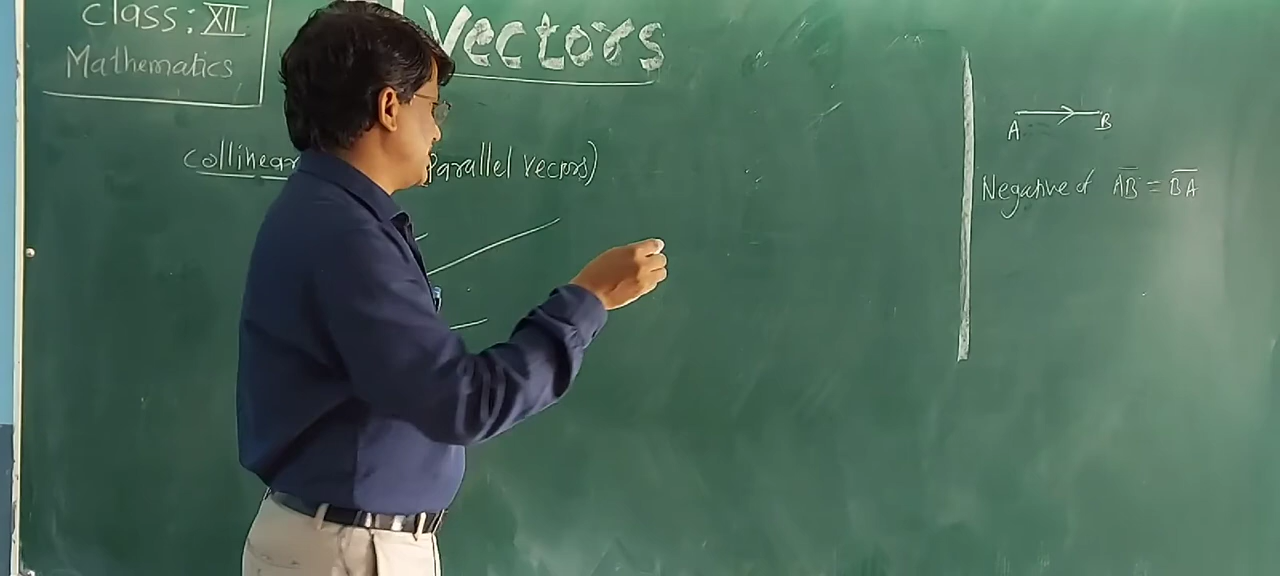 class: XII
Mathematics
Vectors
Collinear Parallel Vectors)
A B
Negative of AB = BA